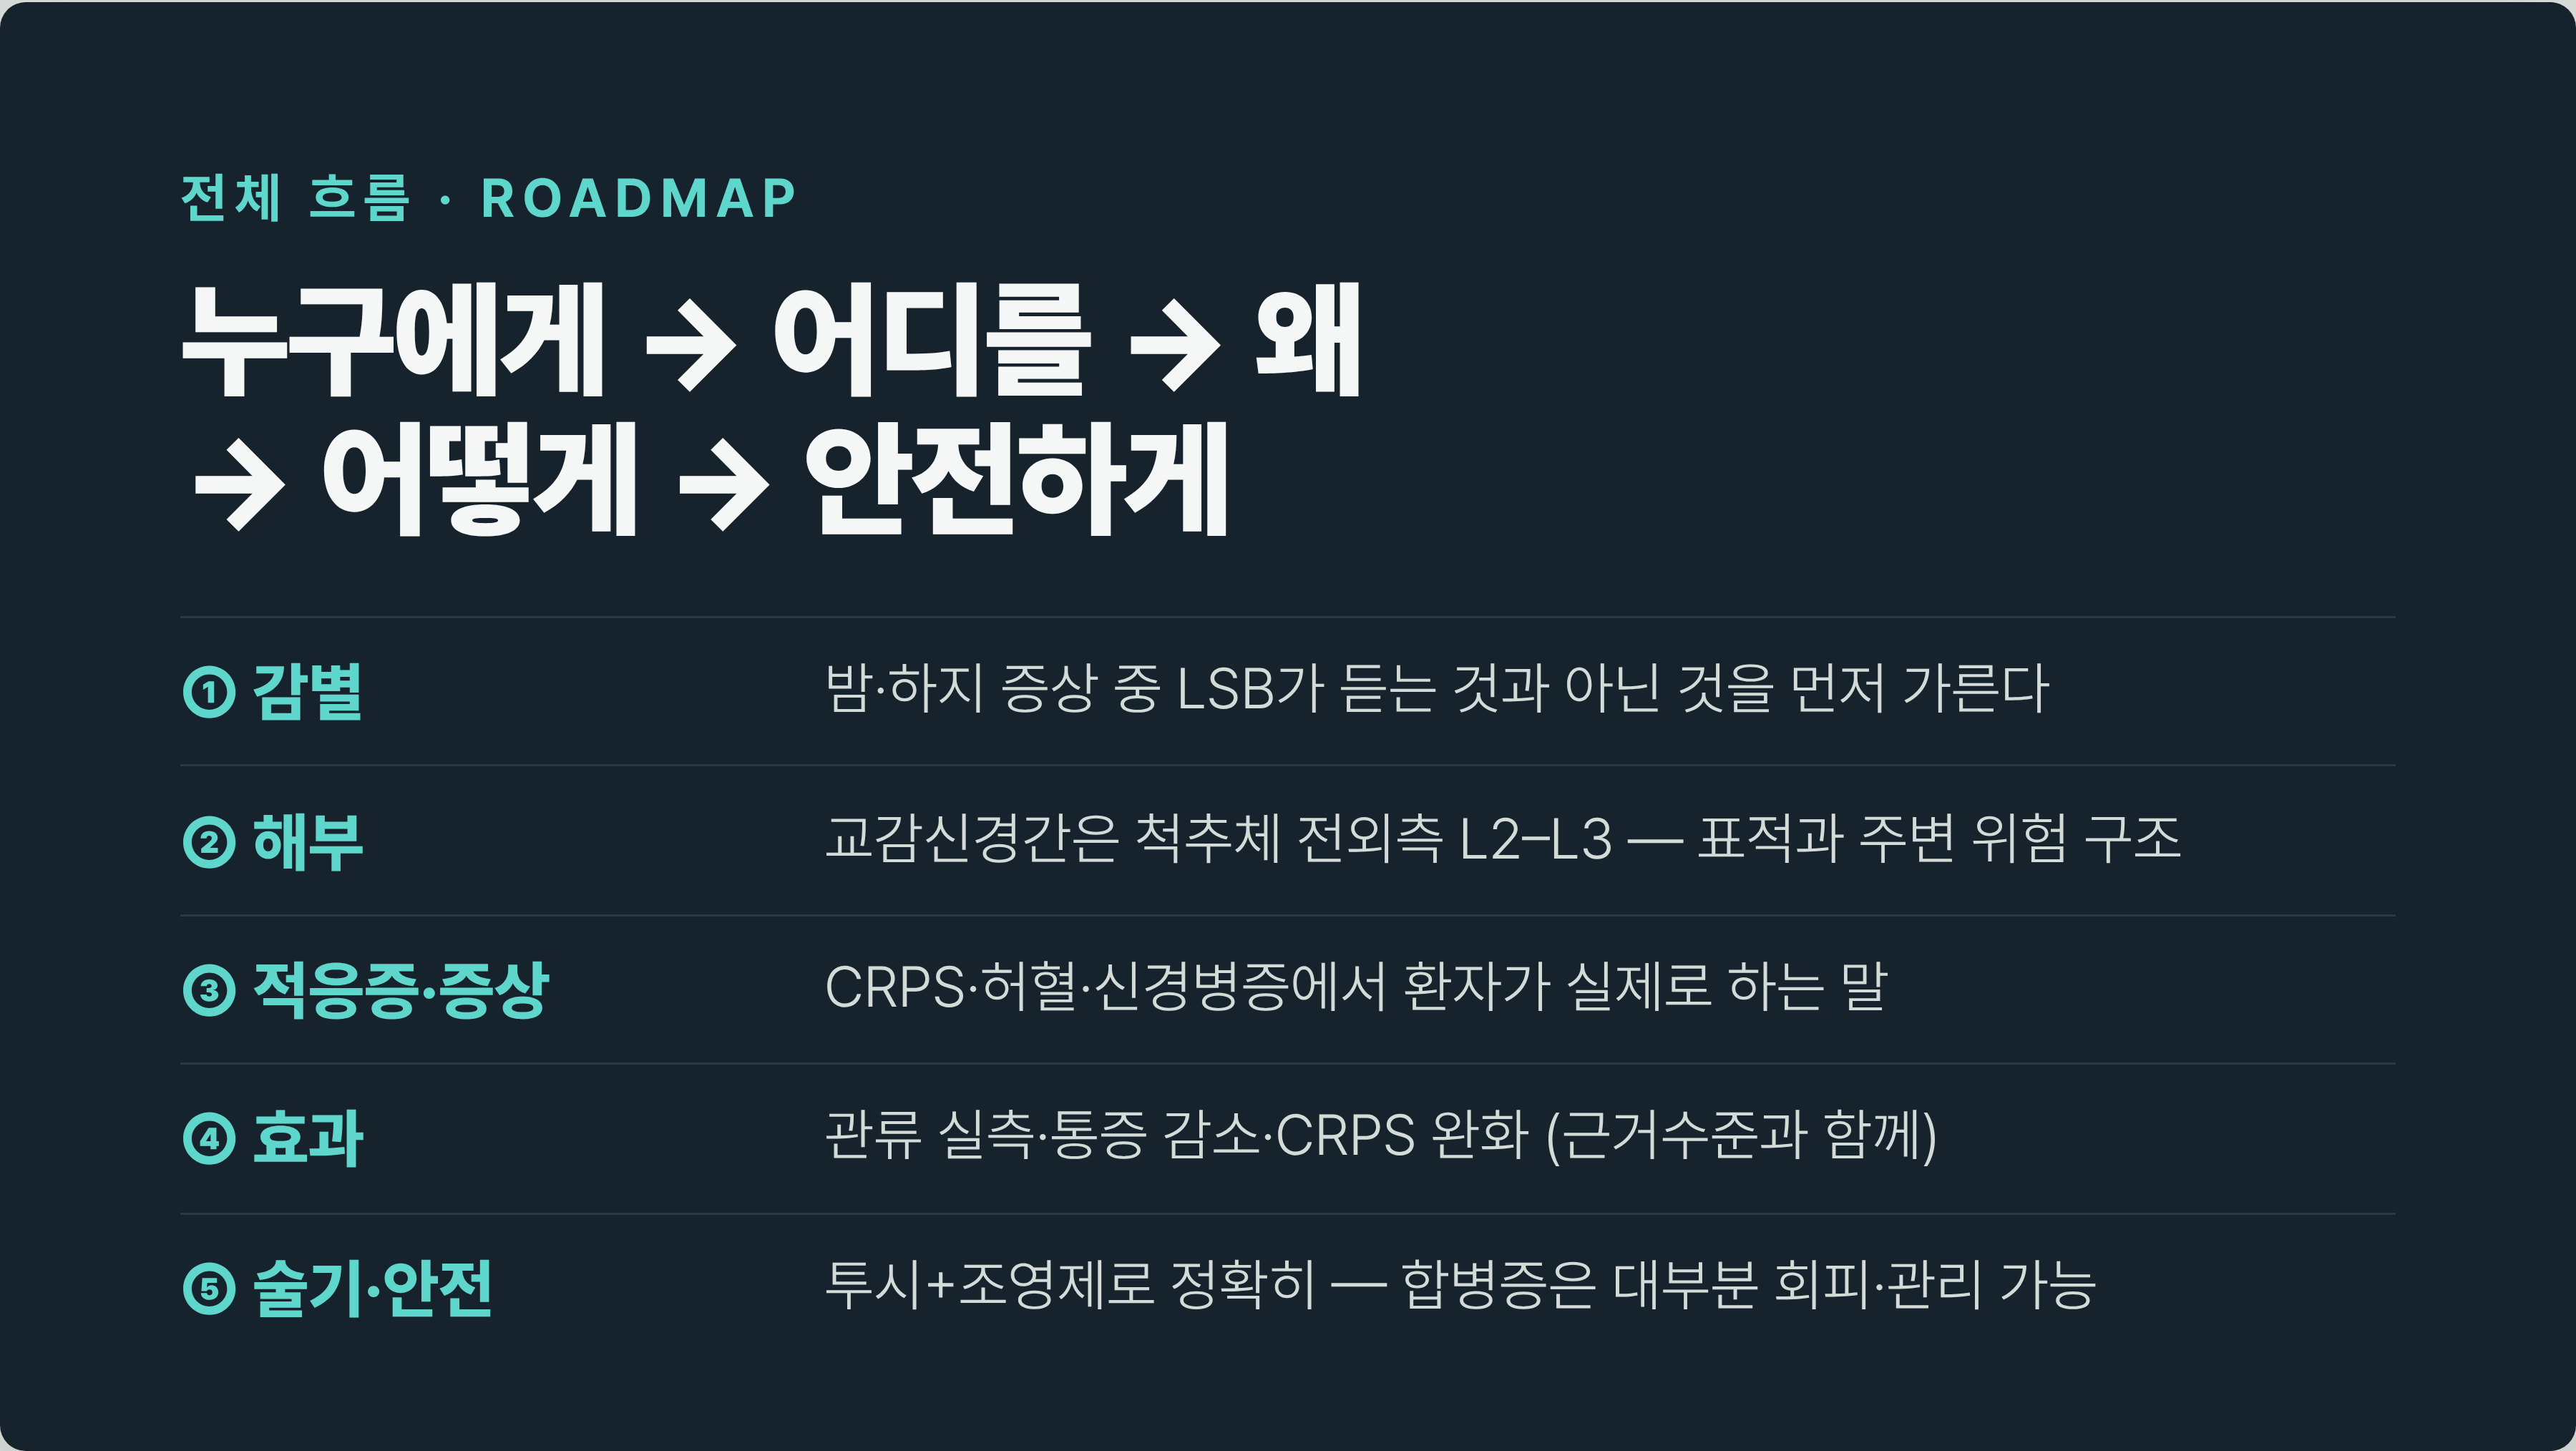 전체 흐름 · ROADMAP
누구에게 → 어디를 → 왜
→ 어떻게 → 안전하게
① 감별
밤·하지 증상 중 LSB가 듣는 것과 아닌 것을 먼저 가른다
② 해부
교감신경간은 척추체 전외측 L2–L3 — 표적과 주변 위험 구조
③ 적응증·증상
CRPS·허혈·신경병증에서 환자가 실제로 하는 말
④ 효과
관류 실측·통증 감소·CRPS 완화 (근거수준과 함께)
⑤ 술기·안전
투시+조영제로 정확히 — 합병증은 대부분 회피·관리 가능